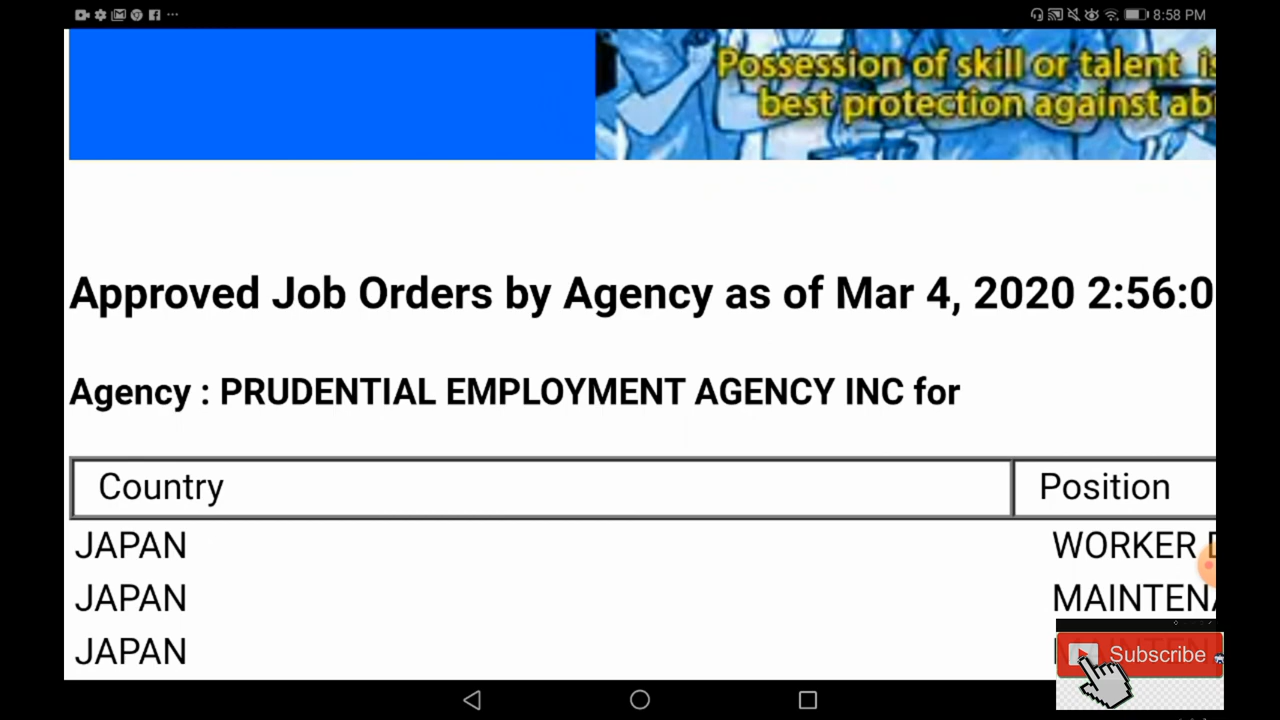 8:58 PM
Possession of skill or talent
best protection against
Approved Job Orders by Agency as of Mar 4, 2020 2:56:0
Agency : PRUDENTIAL EMPLOYMENT AGENCY INC for
Country Position
JAPAN WORKER
JAPAN
JAPAN
Subscribe